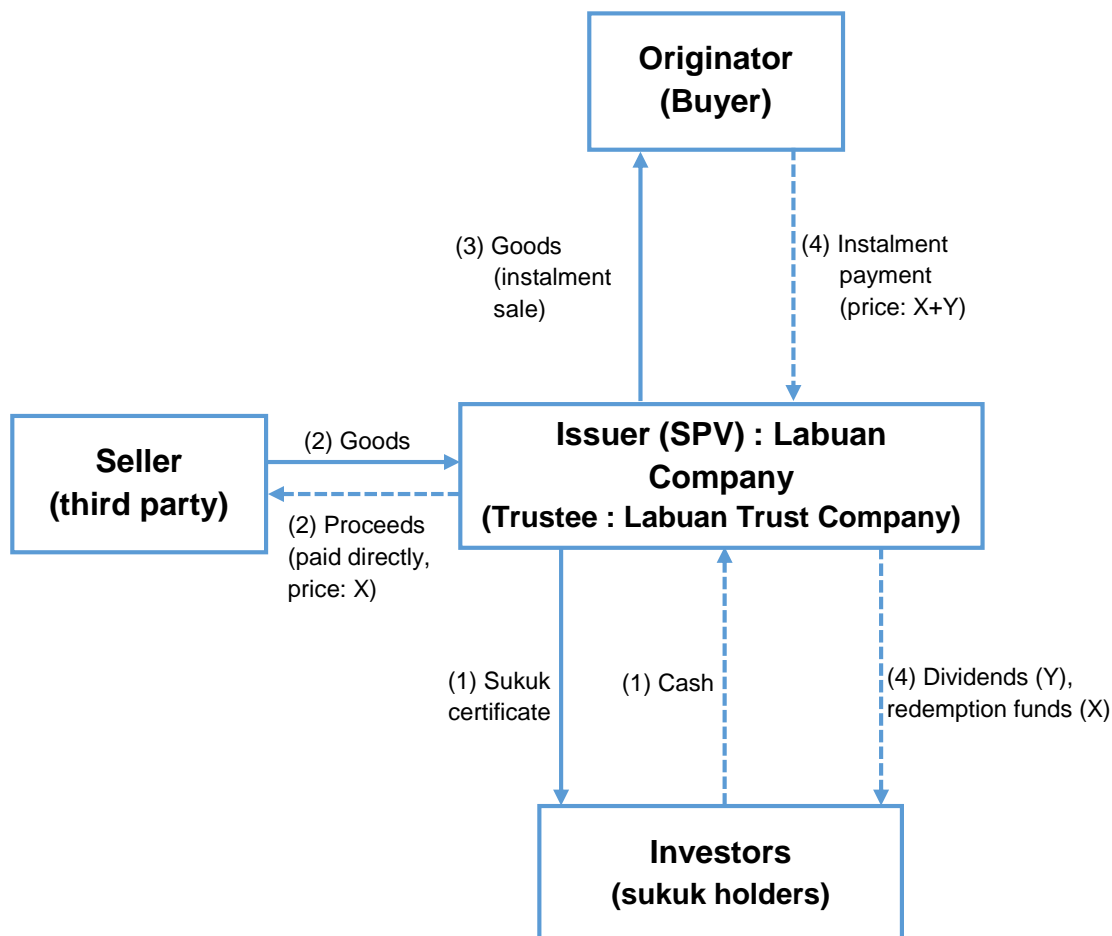 Originator
(Buyer)
(3) Goods
(instalment
sale)
(4) Instalment
payment
(price: X+Y)
Seller
(third party)
(2) Goods
(2) Proceeds
(paid directly,
price: X)
Issuer (SPV) : Labuan
Company
(Trustee : Labuan Trust Company)
(1) Sukuk
certificate
(1) Cash
(4) Dividends (Y),
redemption funds (X)
Investors
(sukuk holders)